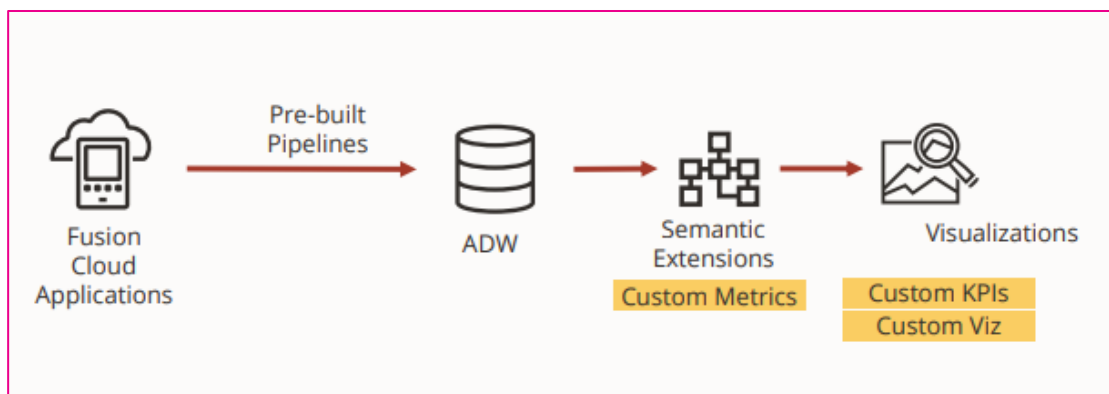 Pre-built
Pipelines
Fusion
Cloud
Applications
ADW
Semantic
Extensions
Custom Metrics
Visualizations
Custom KPIs
Custom Viz